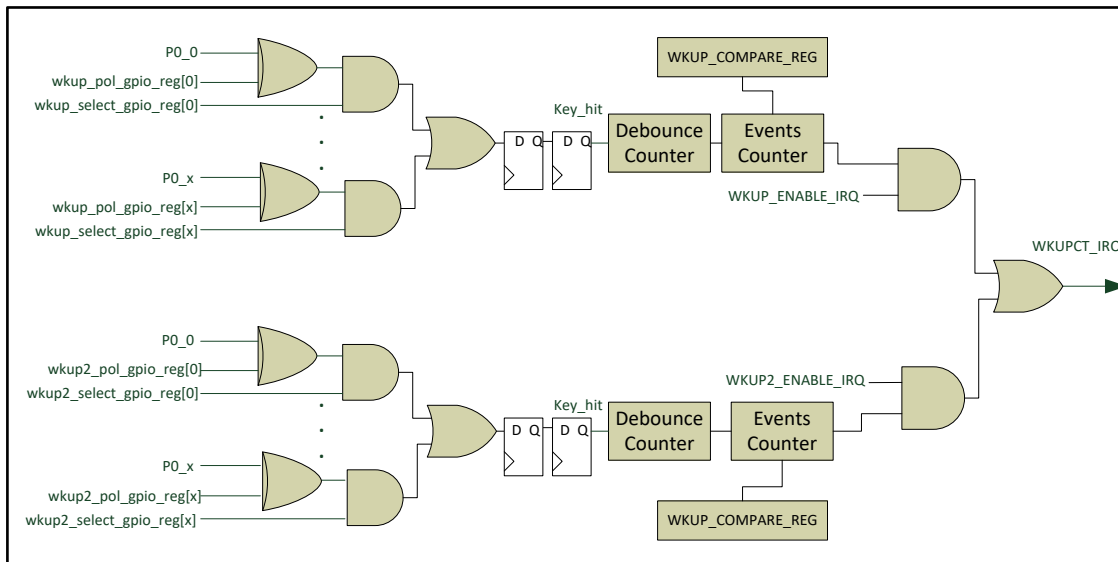 WKUP_COMPARE_REG
P0_0
wkup_pol_gpio_reg[0]
wkup_select_gpio_reg[0]
Key_hit
D Q
D Q
Debounce
Counter
Events
Counter
P0_x
wkup_pol_gpio_reg[x]
wkup_select_gpio_reg[x]
WKUP_ENABLE_IRQ
WKUPCT_IRQ
P0_0
wkup2_pol_gpio_reg[0]
wkup2_select_gpio_reg[0]
WKUP2_ENABLE_IRQ
Key_hit
D Q
D Q
Debounce
Counter
Events
Counter
P0_x
wkup2_pol_gpio_reg[x]
wkup2_select_gpio_reg[x]
WKUP_COMPARE_REG